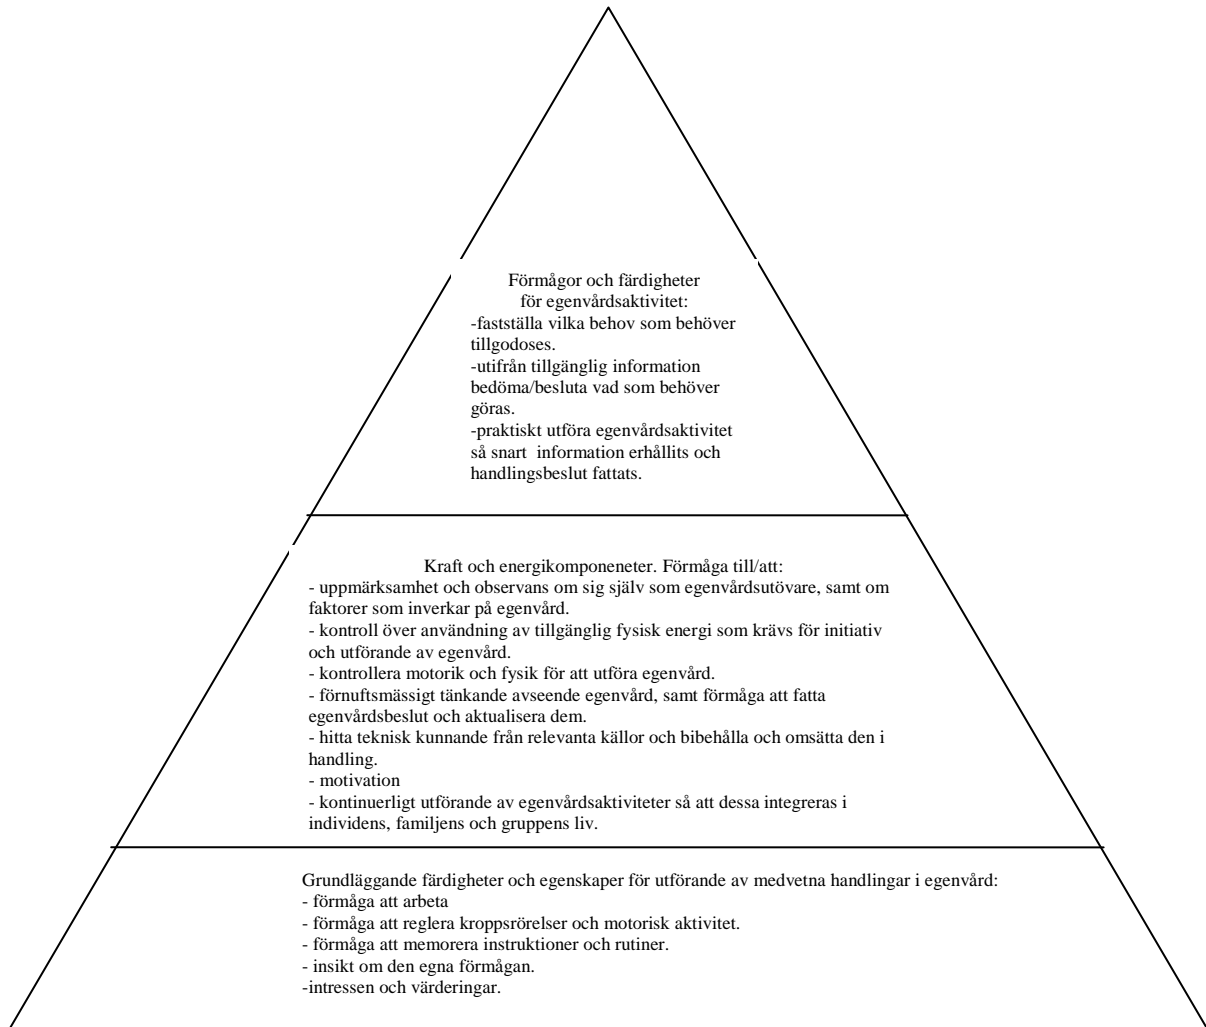 Förmågor och färdigheter
för egenvårdsaktivitet:
-fastställa vilka behov som behöver
tillgodoses.
-utifrån tillgänglig information
bedöma/besluta vad som behöver
göras.
-praktiskt utföra egenvårdsaktivitet
så snart  information erhållits och
handlingsbeslut fattats.
Kraft och energikomponeneter. Förmåga till/att:
- uppmärksamhet och observans om sig själv som egenvårdsutövare, samt om
faktorer som inverkar på egenvård.
- kontroll över användning av tillgänglig fysisk energi som krävs för initiativ
och utförande av egenvård.
- kontrollera motorik och fysik för att utföra egenvård.
- förnuftsmässigt tänkande avseende egenvård, samt förmåga att fatta
egenvårdsbeslut och aktualisera dem.
- hitta teknisk kunnande från relevanta källor och bibehålla och omsätta den i
handling.
- motivation
- kontinuerligt utförande av egenvårdsaktiviteter så att dessa integreras i
individens, familjens och gruppens liv.
Grundläggande färdigheter och egenskaper för utförande av medvetna handlingar i egenvård:
- förmåga att arbeta
- förmåga att reglera kroppsrörelser och motorisk aktivitet.
- förmåga att memorera instruktioner och rutiner.
- insikt om den egna förmågan.
-intressen och värderingar.